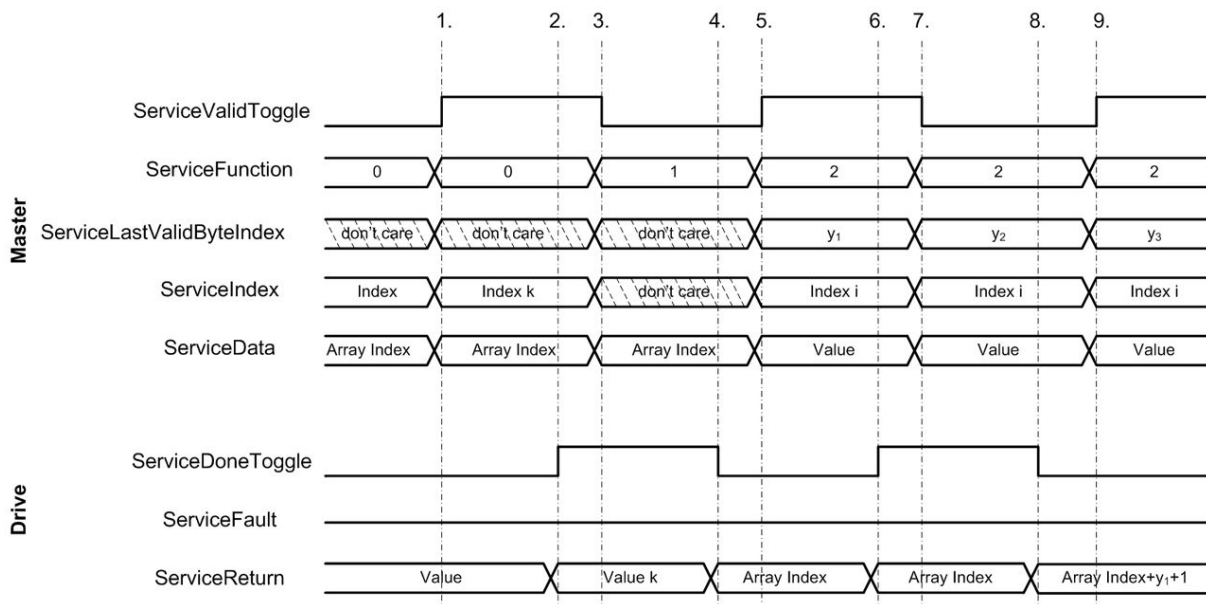 1. 2. 3. 4. 5. 6. 7. 8. 9.
Master
ServiceValidToggle
ServiceFunction 0 0 1 2 2 2
ServiceLastValidByteIndex don't care don't care don't care y₁ y₂ y₃
ServiceIndex Index Index k don't care Index i Index i Index i
ServiceData Array Index Array Index Array Index Value Value Value
Drive
ServiceDoneToggle
ServiceFault
ServiceReturn Value Value k Array Index Array Index Array Index+y₁+1